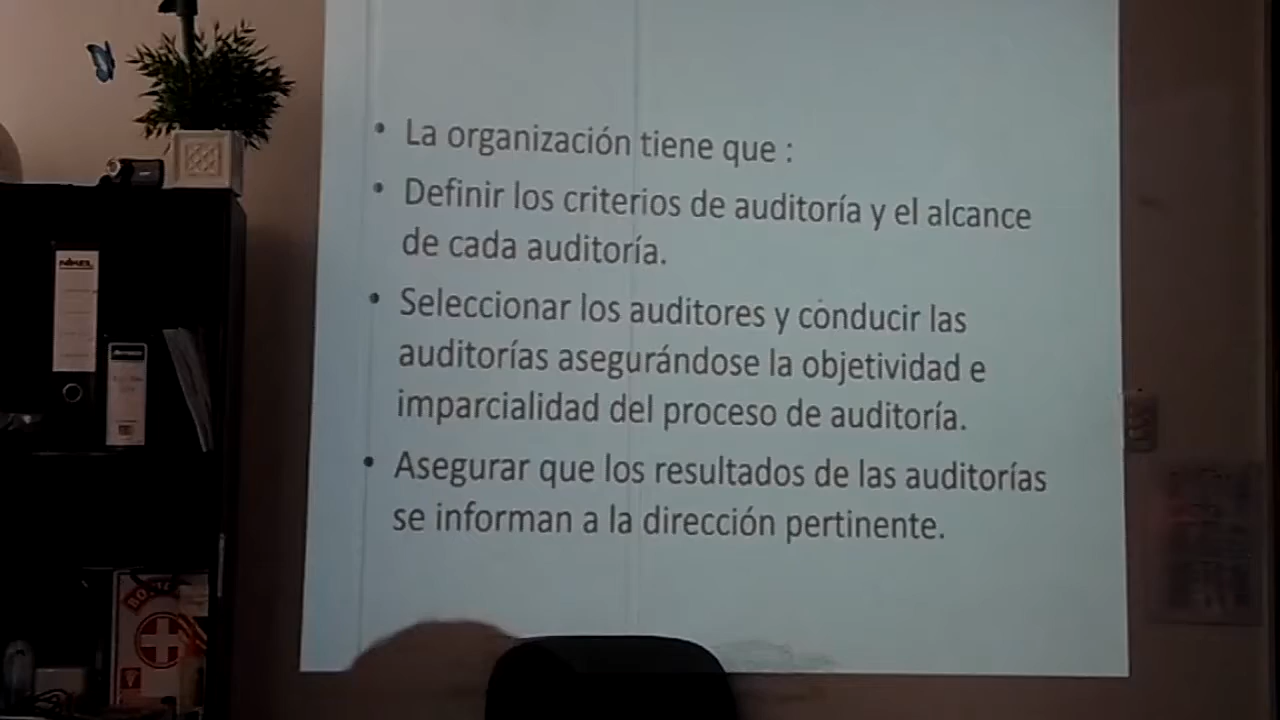 • La organización tiene que :
• Definir los criterios de auditoría y el alcance
de cada auditoría.
• Seleccionar los auditores y conducir las
auditorías asegurándose la objetividad e
imparcialidad del proceso de auditoría.
• Asegurar que los resultados de las auditorías
se informan a la dirección pertinente.